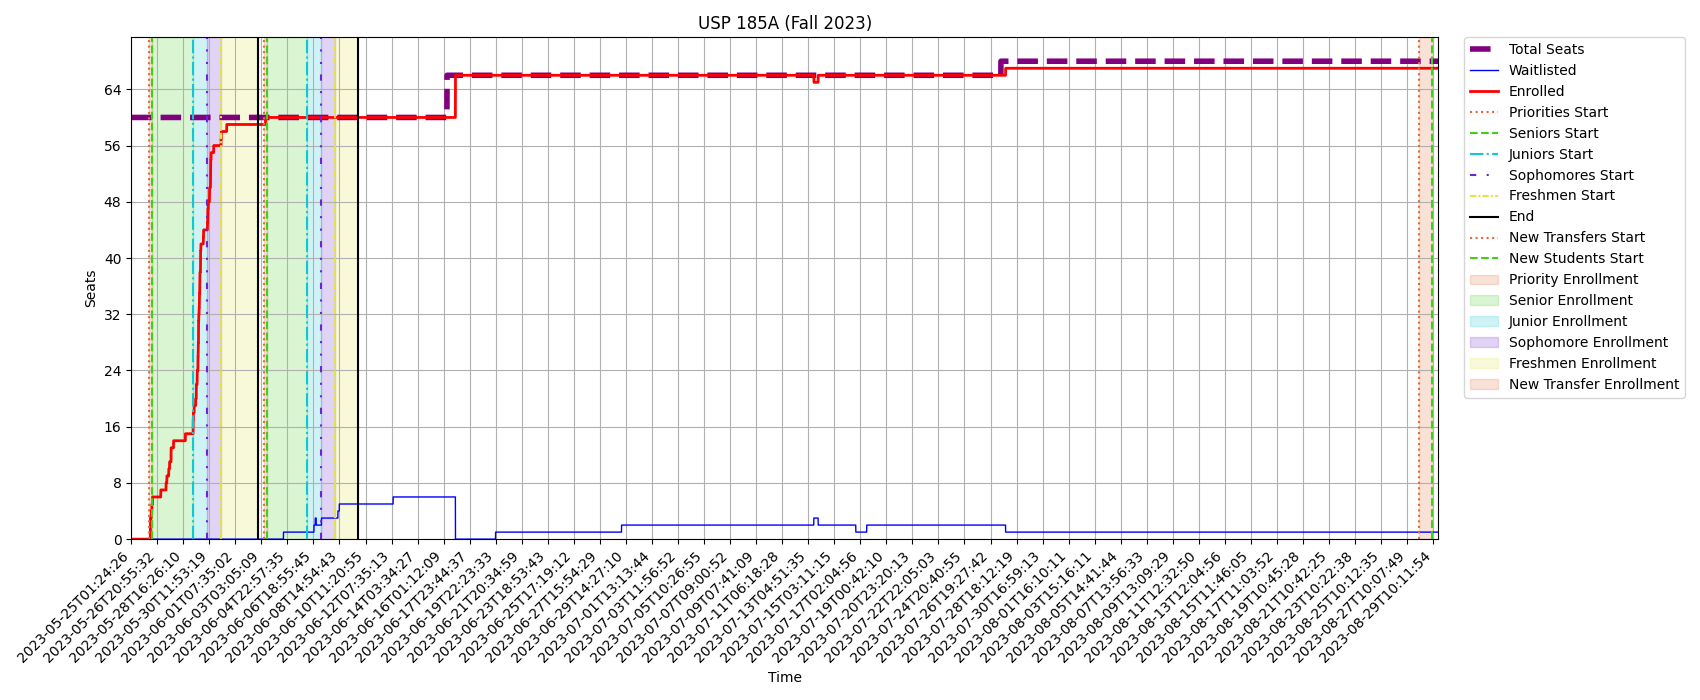 USP 185A (Fall 2023)
Seats
64
56
48
40
32
24
16
8
0
2023-05-25T01:24:26
2023-05-26T20:55:32
2023-05-28T16:26:10
2023-05-30T11:53:19
2023-06-01T07:35:02
2023-06-03T03:05:09
2023-06-04T22:57:35
2023-06-06T18:55:45
2023-06-08T14:54:43
2023-06-10T11:20:55
2023-06-12T07:35:13
2023-06-14T03:34:27
2023-06-16T01:12:09
2023-06-17T23:44:37
2023-06-19T22:23:33
2023-06-21T20:34:59
2023-06-23T18:53:43
2023-06-25T17:19:12
2023-06-27T15:54:29
2023-06-29T14:27:10
2023-07-01T13:13:44
2023-07-03T11:56:52
2023-07-05T10:26:55
2023-07-07T09:00:52
2023-07-09T07:41:09
2023-07-11T06:18:28
2023-07-13T04:51:35
2023-07-15T03:11:15
2023-07-17T02:04:56
2023-07-19T00:42:10
2023-07-20T23:20:13
2023-07-22T22:05:03
2023-07-24T20:40:55
2023-07-26T19:27:42
2023-07-28T18:12:19
2023-07-30T16:59:13
2023-08-01T16:10:11
2023-08-03T15:16:11
2023-08-05T14:41:44
2023-08-07T13:56:33
2023-08-09T13:09:29
2023-08-11T12:32:50
2023-08-13T12:04:56
2023-08-15T11:46:05
2023-08-17T11:03:52
2023-08-19T10:45:28
2023-08-21T10:42:25
2023-08-23T10:22:38
2023-08-25T10:12:35
2023-08-27T10:07:49
2023-08-29T10:11:54
Time
Total Seats
Waitlisted
Enrolled
Priorities Start
Seniors Start
Juniors Start
Sophomores Start
Freshmen Start
End
New Transfers Start
New Students Start
Priority Enrollment
Senior Enrollment
Junior Enrollment
Sophomore Enrollment
Freshmen Enrollment
New Transfer Enrollment